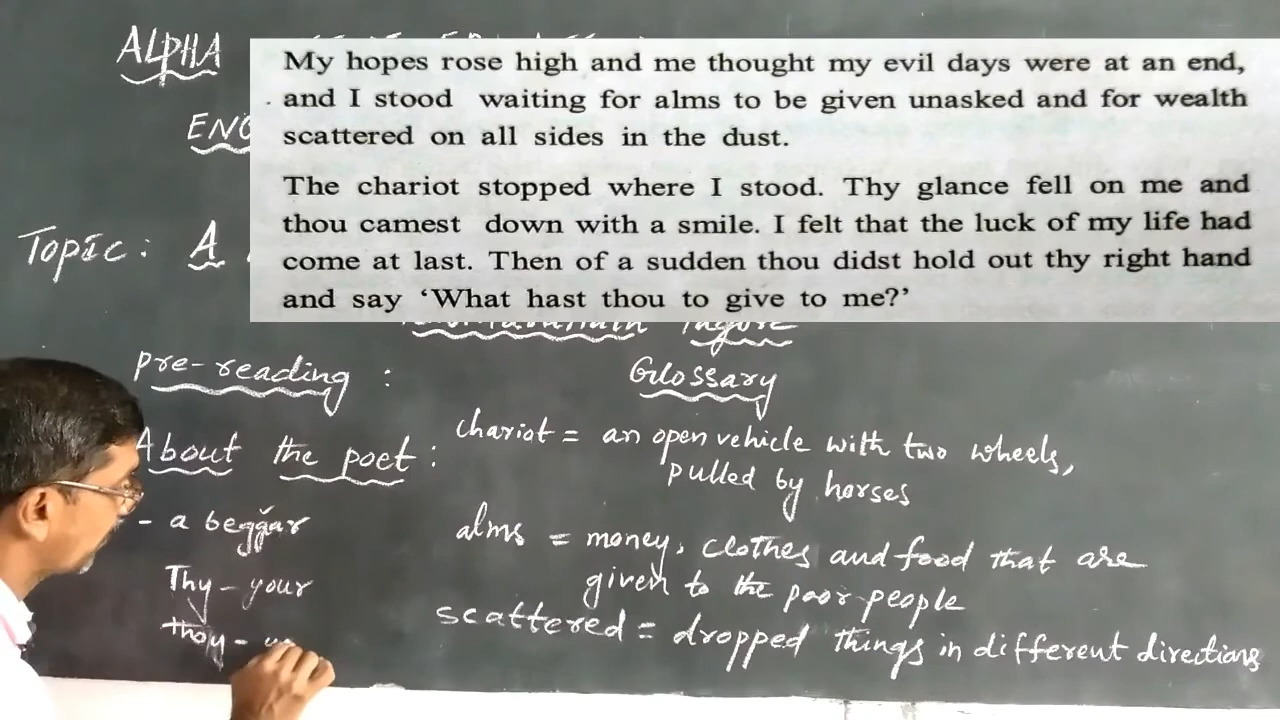 ALPHA
ENG
My hopes rose high and me thought my evil days were at an end,
and I stood waiting for alms to be given unasked and for wealth
scattered on all sides in the dust.
The chariot stopped where I stood. Thy glance fell on me and
thou camest down with a smile. I felt that the luck of my life had
come at last. Then of a sudden thou didst hold out thy right hand
and say ‘What hast thou to give to me?’
Topic: A
Tagore
Pre-reading :
Glossary
About the poet :
chariot = an open vehicle with two wheels,
pulled by horses
- a beggar
alms = money, clothes and food that are
given to the poor people
Thy - your
thoy -
scattered = dropped things in different directions